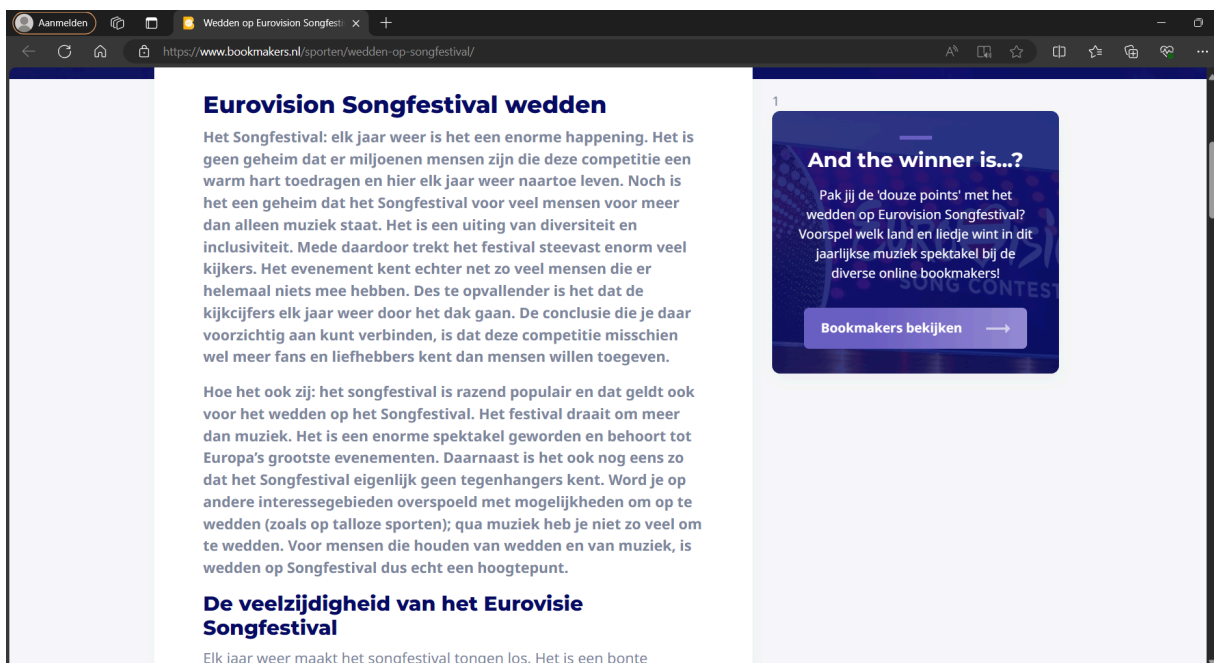 Aanmelden
Wedden op Eurovision Songfesti
https://www.bookmakers.nl/sporten/wedden-op-songfestival/
Eurovision Songfestival wedden
Het Songfestival: elk jaar weer is het een enorme happening. Het is
geen geheim dat er miljoenen mensen zijn die deze competitie een
warm hart toedragen en hier elk jaar weer naartoe leven. Noch is
het een geheim dat het Songfestival voor veel mensen voor meer
dan alleen muziek staat. Het is een uiting van diversiteit en
inclusiviteit. Mede daardoor trekt het festival steevast enorm veel
kijkers. Het evenement kent echter net zo veel mensen die er
helemaal niets mee hebben. Des te opvallender is het dat de
kijkcijfers elk jaar weer door het dak gaan. De conclusie die je daar
voorzichtig aan kunt verbinden, is dat deze competitie misschien
wel meer fans en liefhebbers kent dan mensen willen toegeven.
Hoe het ook zij: het songfestival is razend populair en dat geldt ook
voor het wedden op het Songfestival. Het festival draait om meer
dan muziek. Het is een enorme spektakel geworden en behoort tot
Europa's grootste evenementen. Daarnaast is het ook nog eens zo
dat het Songfestival eigenlijk geen tegenhangers kent. Word je op
andere interessegebieden overspoeld met mogelijkheden om op te
wedden (zoals op talloze sporten); qua muziek heb je niet zo veel om
te wedden. Voor mensen die houden van wedden en van muziek, is
wedden op Songfestival dus echt een hoogtepunt.
De veelzijdigheid van het Eurovisie
Songfestival
Elk jaar weer maakt het songfestival tongen los. Het is een bonte
1
And the winner is...?
Pak jij de 'douze points' met het
wedden op Eurovision Songfestival?
Voorspel welk land en liedje wint in dit
jaarlijkse muziek spektakel bij de
diverse online bookmakers!
SONG CONTEST
Bookmakers bekijken